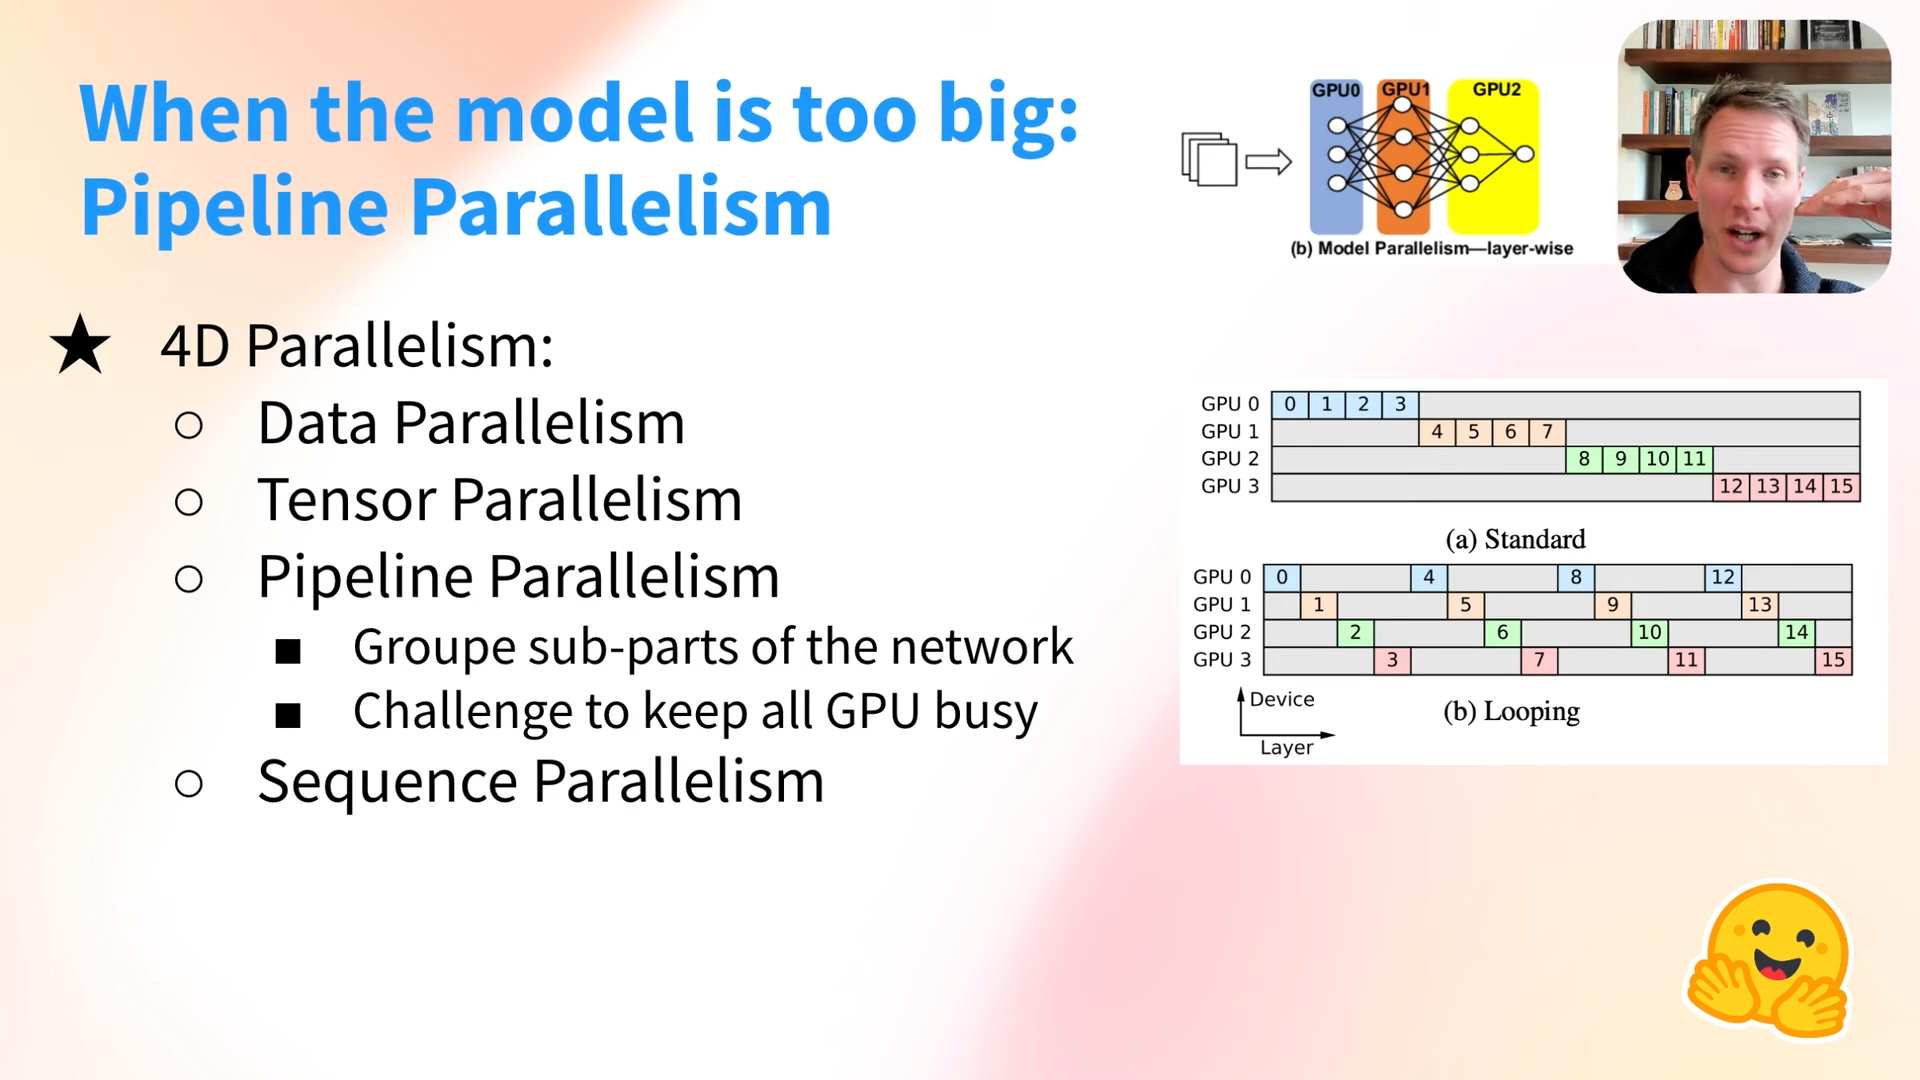 When the model is too big:
Pipeline Parallelism
★ 4D Parallelism:
○ Data Parallelism
○ Tensor Parallelism
○ Pipeline Parallelism
■ Groupe sub-parts of the network
■ Challenge to keep all GPU busy
○ Sequence Parallelism
GPU0 GPU1 GPU2
(b) Model Parallelism—layer-wise
GPU 0 0 1 2 3
GPU 1 4 5 6 7
GPU 2 8 9 10 11
GPU 3 12 13 14 15
(a) Standard
GPU 0 0 4 8 12
GPU 1 1 5 9 13
GPU 2 2 6 10 14
GPU 3 3 7 11 15
Device
Layer
(b) Looping